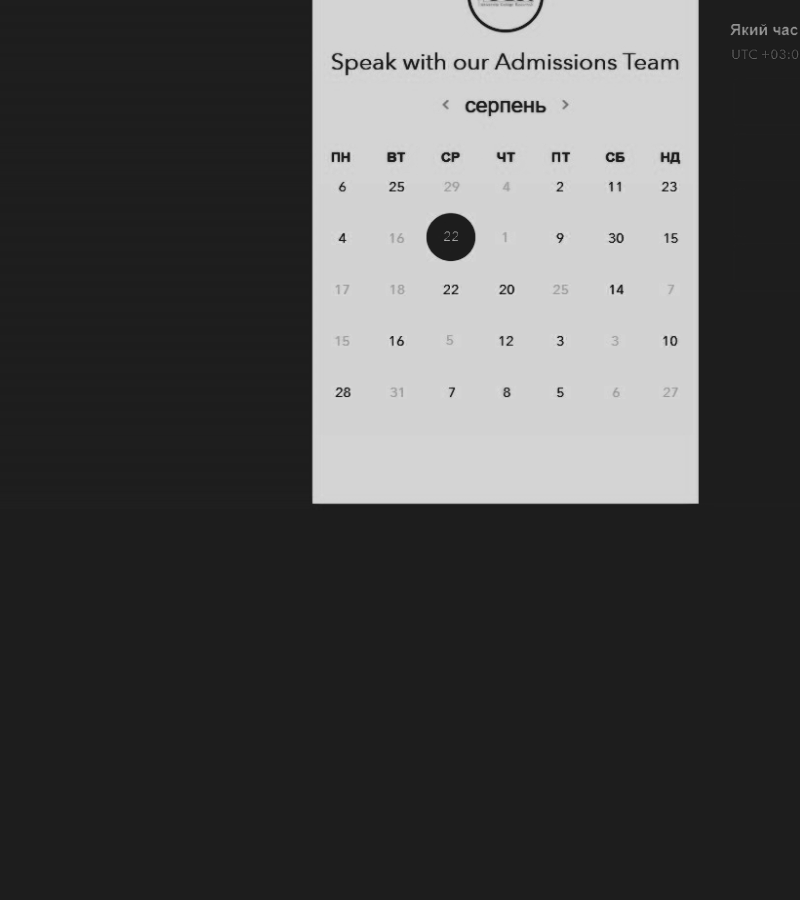 Який час
UTC +03:0
Speak with our Admissions Team
< серпень >
ПН ВТ СР ЧТ ПТ СБ НД
6 25 29 4 2 11 23
4 16 22 1 9 30 15
17 18 22 20 25 14 7
15 16 5 12 3 3 10
28 31 7 8 5 6 27